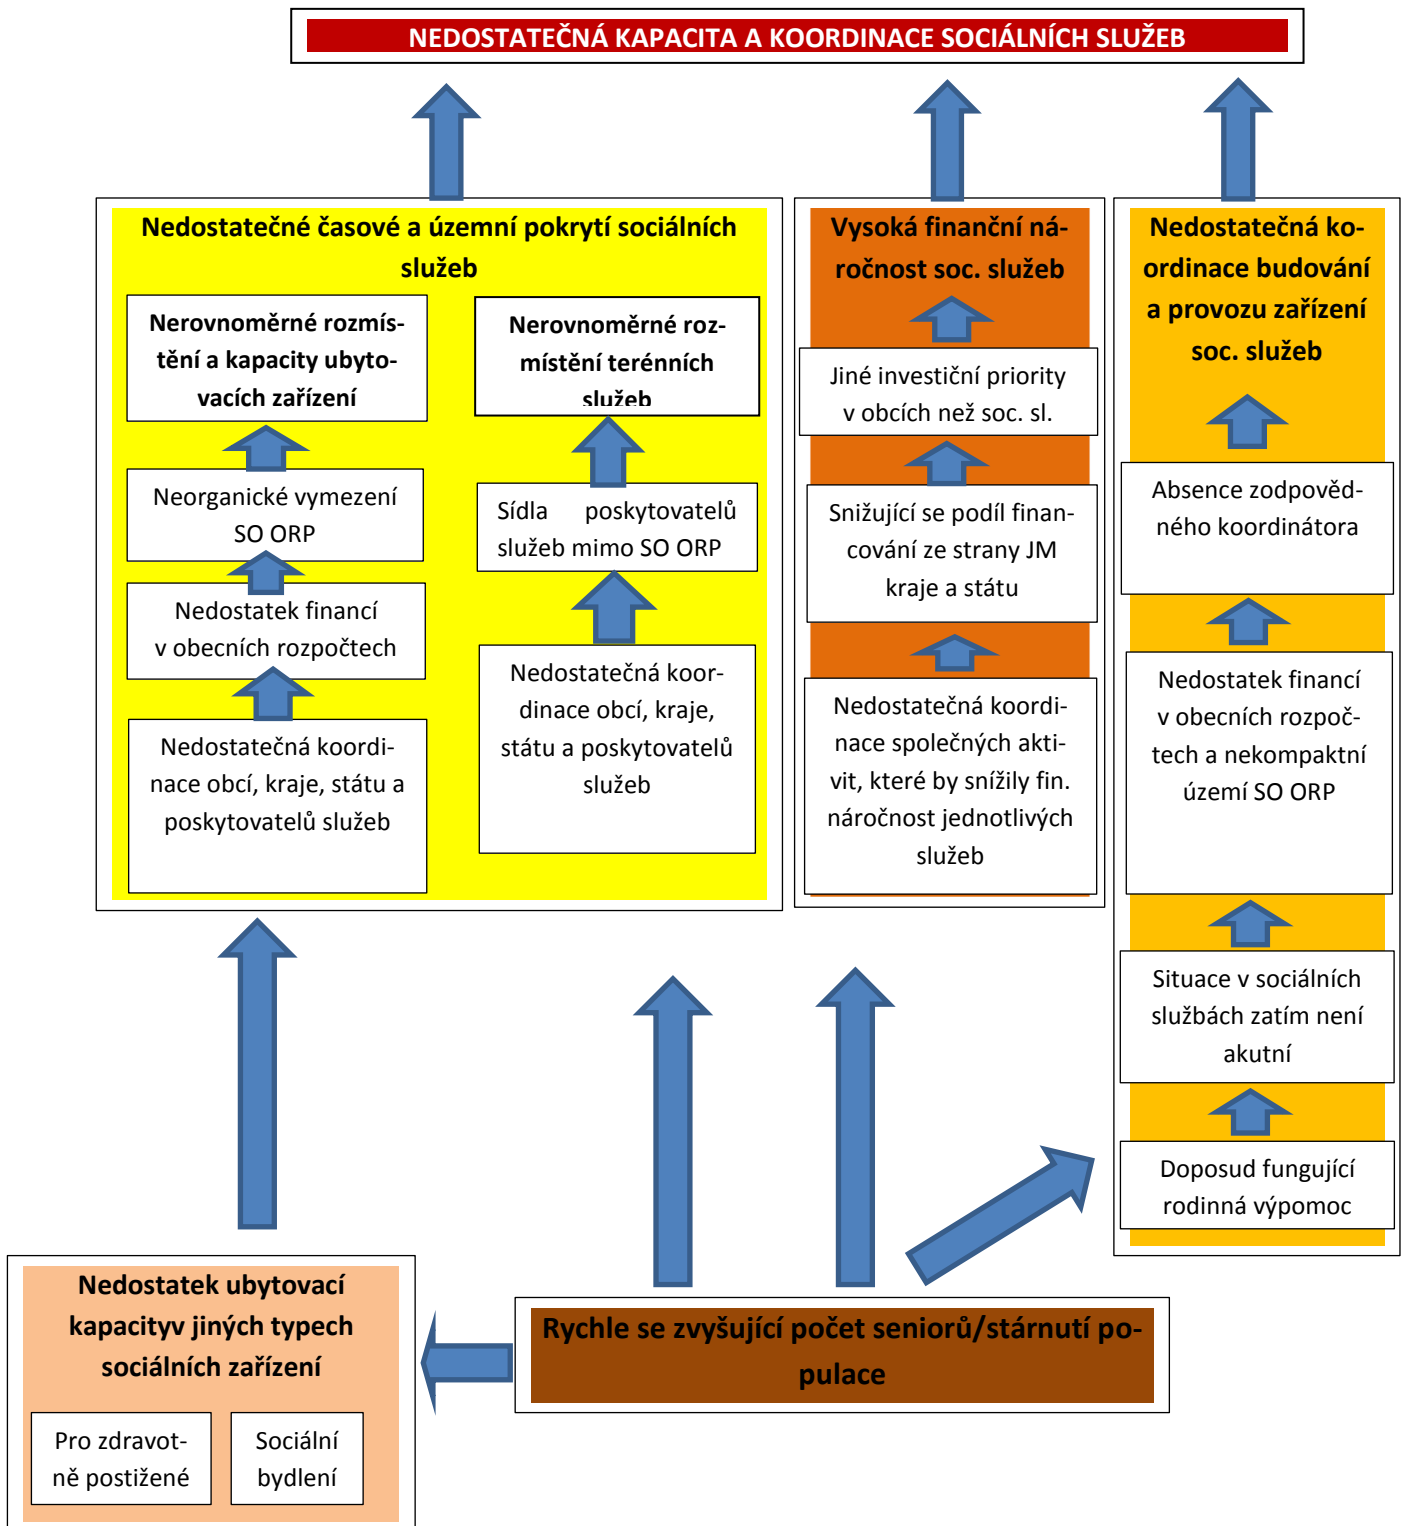 NEDOSTATEČNÁ KAPACITA A KOORDINACE SOCIÁLNÍCH SLUŽEB
Nedostatečné časové a územní pokrytí sociálních
služeb
Nerovnoměrné rozmís-
tění a kapacity ubyto-
vacích zařízení
Neorganické vymezení
SO ORP
Nedostatek financí
v obecních rozpočtech
Nedostatečná koordi-
nace obcí, kraje, státu a
poskytovatelů služeb
Nerovnoměrné roz-
místění terénních
služeb
Sídla poskytovatelů
služeb mimo SO ORP
Nedostatečná koor-
dinace obcí, kraje,
státu a poskytovatelů
služeb
Vysoká finanční ná-
ročnost soc. služeb
Jiné investiční priority
v obcích než soc. sl.
Snižující se podíl finan-
cování ze strany JM
kraje a státu
Nedostatečná koordi-
nace společných akti-
vit, které by snížily fin.
náročnost jednotlivých
služeb
Nedostatečná ko-
ordinace budování
a provozu zařízení
soc. služeb
Absence zodpověd-
ného koordinátora
Nedostatek financí
v obecních rozpoč-
tech a nekompaktní
území SO ORP
Situace v sociálních
službách zatím není
akutní
Doposud fungující
rodinná výpomoc
Nedostatek ubytovací
kapacityv jiných typech
sociálních zařízení
Pro zdravot-
ně postižené
Sociální
bydlení
Rychle se zvyšující počet seniorů/stárnutí po-
pulace